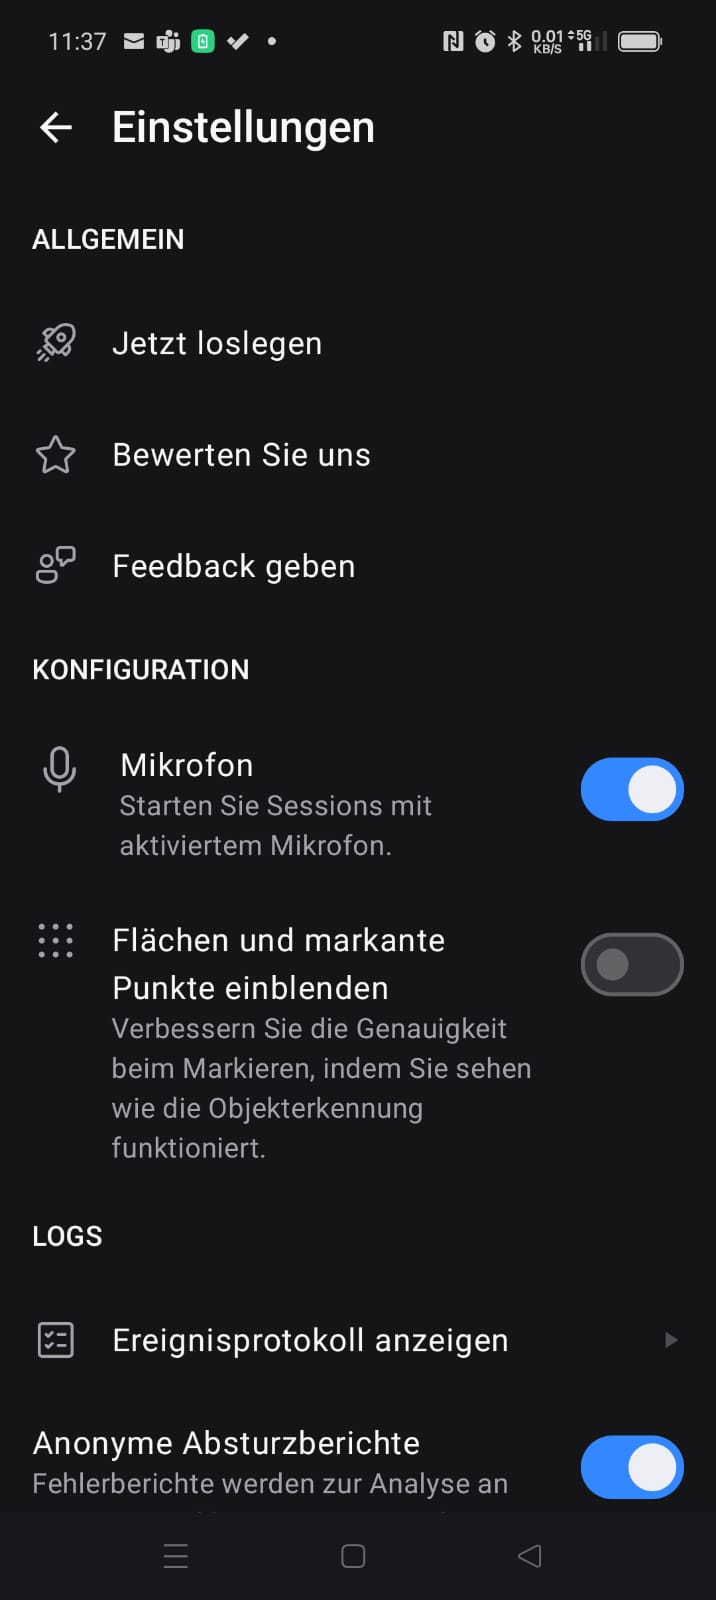 11:37
0.01 5G
KB/S
Einstellungen
ALLGEMEIN
Jetzt loslegen
Bewerten Sie uns
Feedback geben
KONFIGURATION
Mikrofon
Starten Sie Sessions mit
aktiviertem Mikrofon.
Flächen und markante
Punkte einblenden
Verbessern Sie die Genauigkeit
beim Markieren, indem Sie sehen
wie die Objekterkennung
funktioniert.
LOGS
Ereignisprotokoll anzeigen
Anonyme Absturzberichte
Fehlerberichte werden zur Analyse an